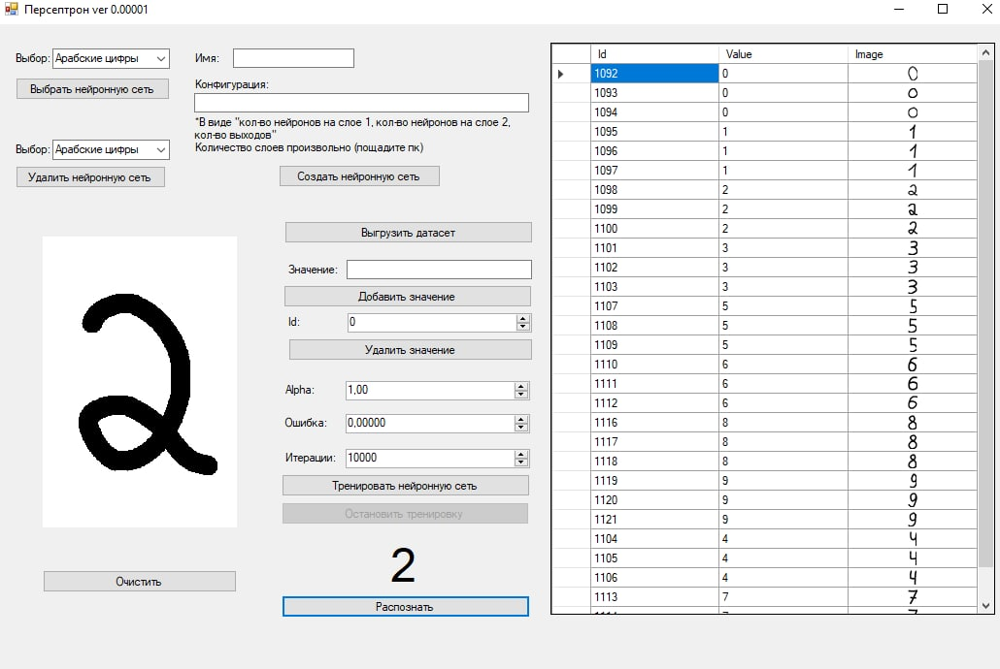 Персептрон ver 0.00001
Выбор: Арабские цифры
Выбрать нейронную сеть
Выбор: Арабские цифры
Удалить нейронную сеть
Имя:
Конфигурация:
*В виде "кол-во нейронов на слое 1, кол-во нейронов на слое 2,
кол-во выходов"
Количество слоев произвольно (пощадите пк)
Создать нейронную сеть
2
Очистить
Выгрузить датасет
Значение:
Добавить значение
Id: 0
Удалить значение
Alpha: 1,00
Ошибка: 0,00000
Итерации: 10000
Тренировать нейронную сеть
Остановить тренировку
2
Распознать
Id Value Image
1092 0 0
1093 0 0
1094 0 0
1095 1 1
1096 1 1
1097 1 1
1098 2 2
1099 2 2
1100 2 2
1101 3 3
1102 3 3
1103 3 3
1107 5 5
1108 5 5
1109 5 5
1110 6 6
1111 6 6
1112 6 6
1116 8 8
1117 8 8
1118 8 8
1119 9 9
1120 9 9
1121 9 9
1104 4 4
1105 4 4
1106 4 4
1113 7 7